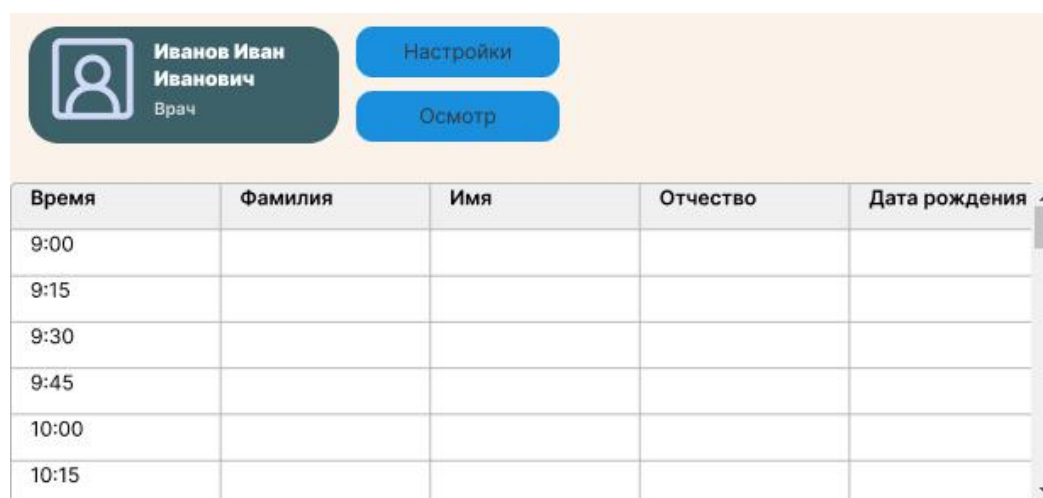 Иванов Иван
Иванович
Врач
Настройки
Осмотр
Время Фамилия Имя Отчество Дата рождения
9:00
9:15
9:30
9:45
10:00
10:15